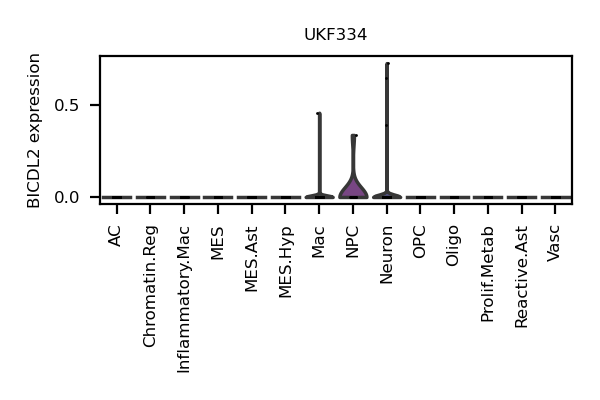 UKF334
BICDL2 expression
0.5
0.0
AC
Chromatin.Reg
Inflammatory.Mac
MES
MES.Ast
MES.Hyp
Mac
NPC
Neuron
OPC
Oligo
Prolif.Metab
Reactive.Ast
Vasc